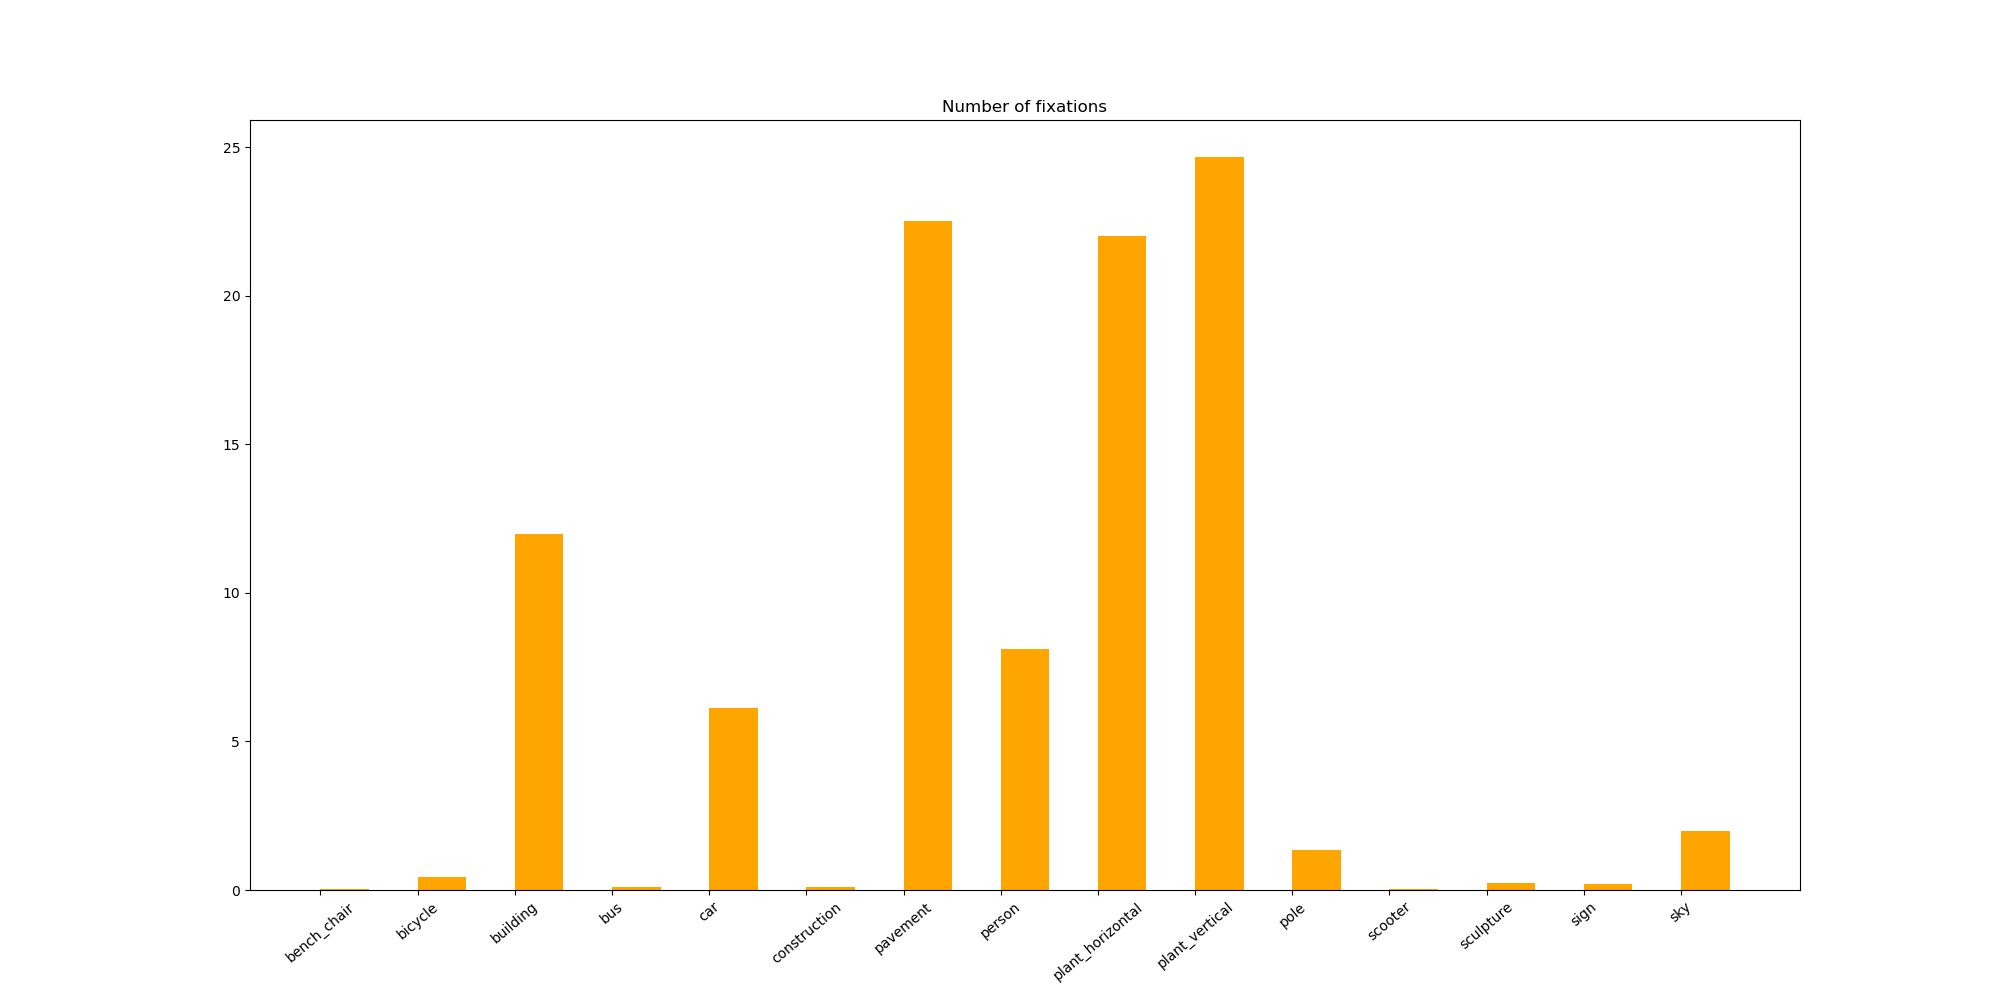 Number of fixations
25
20
15
10
5
0
bench_chair
bicycle
building
bus
car
construction
pavement
person
plant_horizontal
plant_vertical
pole
scooter
sculpture
sign
sky